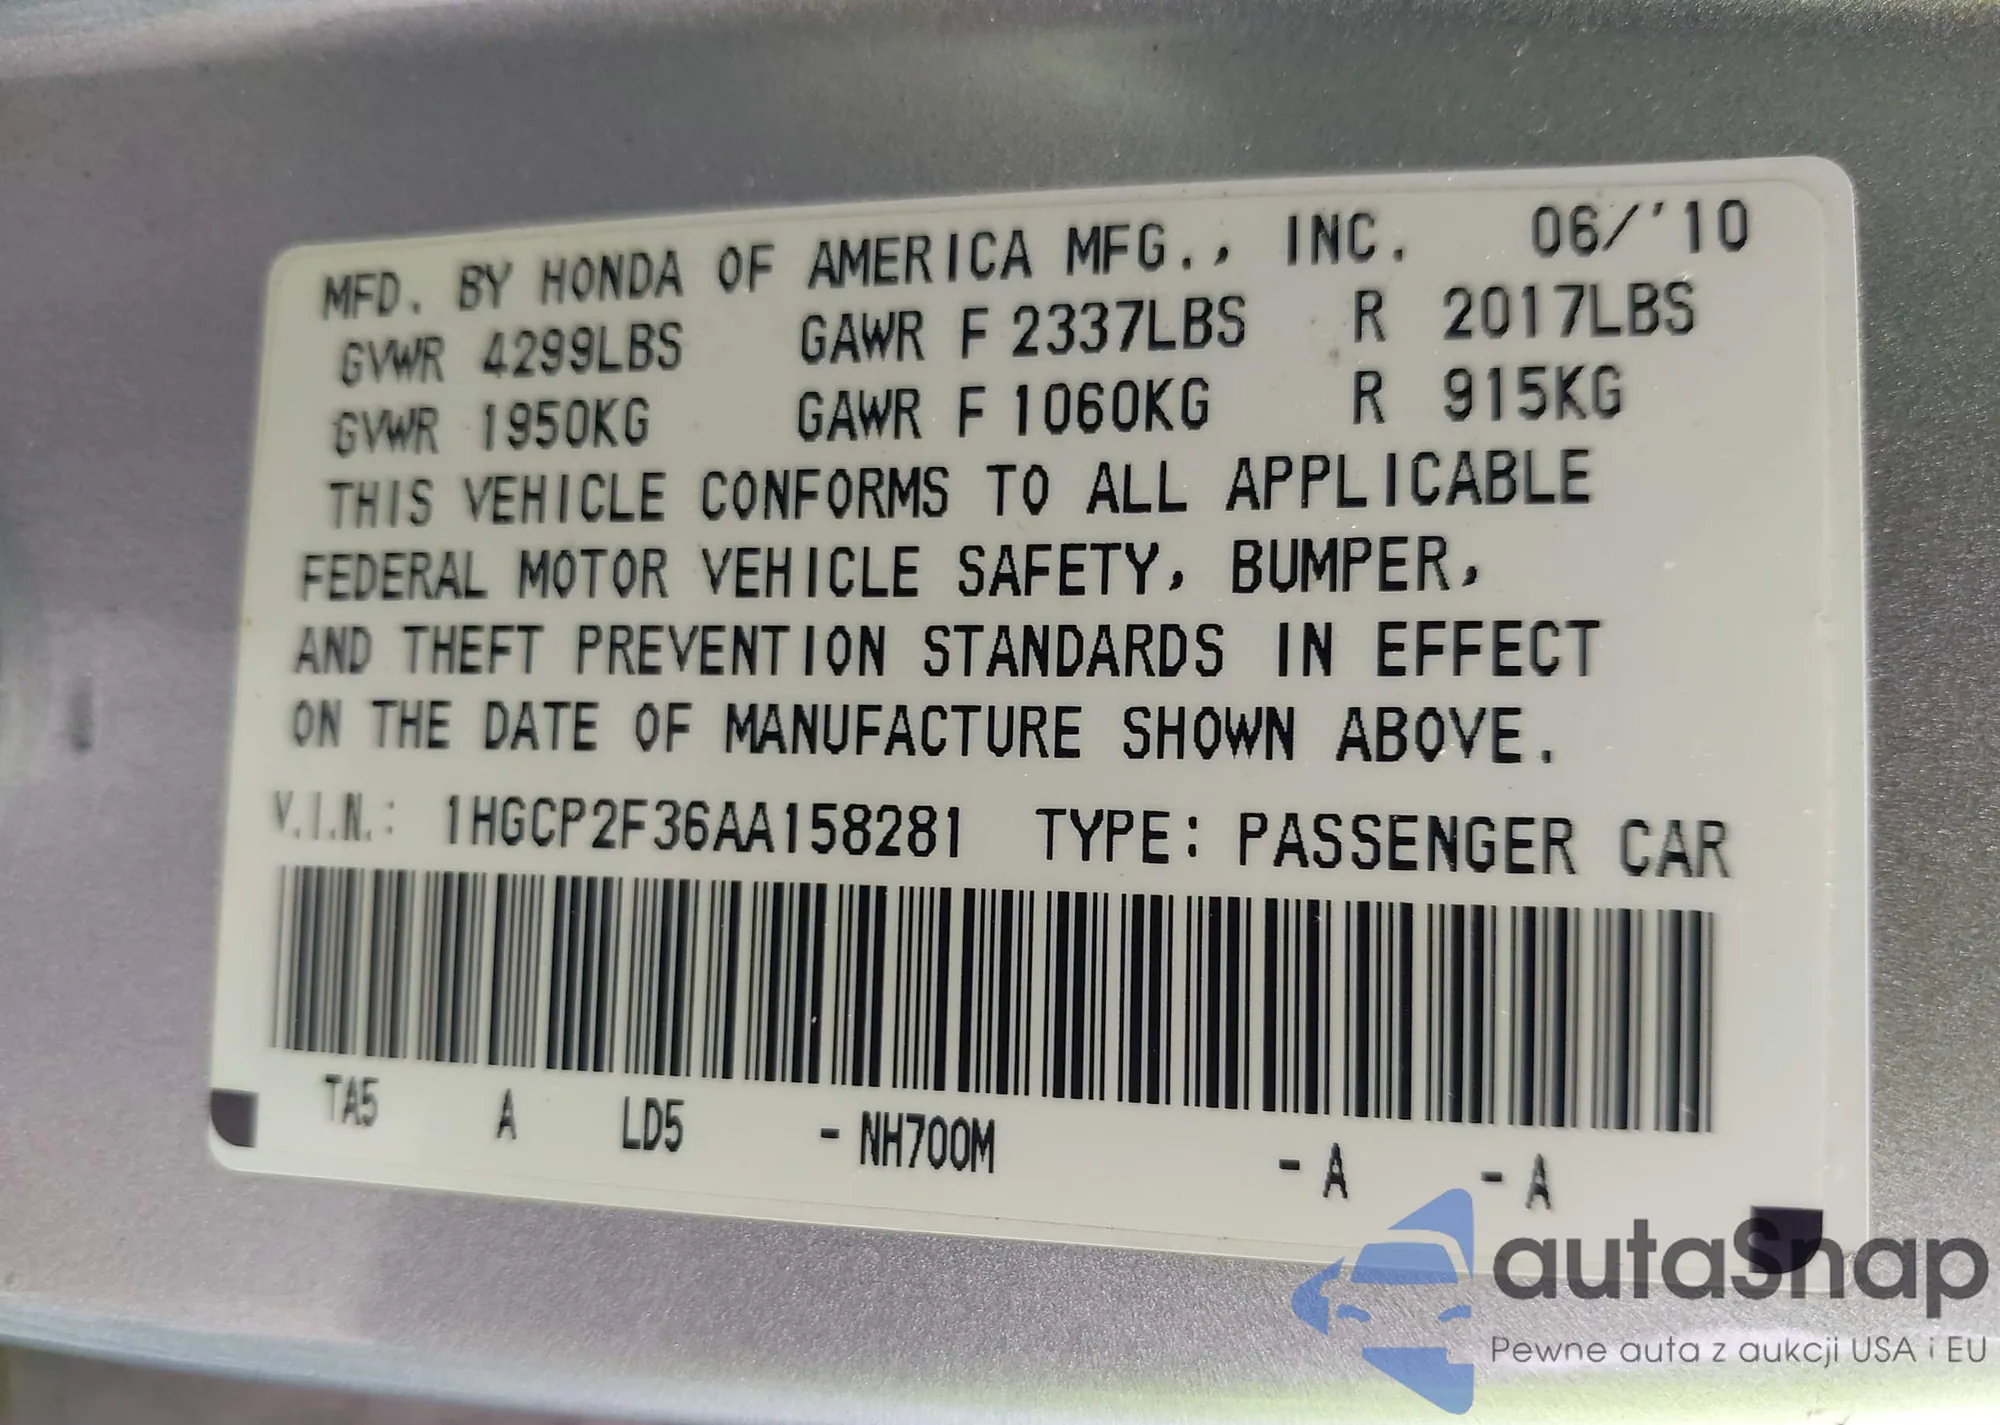 MFD. BY HONDA OF AMERICA MFG., INC. 06/'10
GVWR 4299LBS GAWR F 2337LBS R 2017LBS
GVWR 1950KG GAWR F 1060KG R 915KG
THIS VEHICLE CONFORMS TO ALL APPLICABLE
FEDERAL MOTOR VEHICLE SAFETY, BUMPER,
AND THEFT PREVENTION STANDARDS IN EFFECT
ON THE DATE OF MANUFACTURE SHOWN ABOVE.
V.I.N.: 1HGCP2F36AA158281 TYPE: PASSENGER CAR
TA5 A LD5 - NH700M - A - A
autaSnap
Pewne auta z aukcji USA i EU